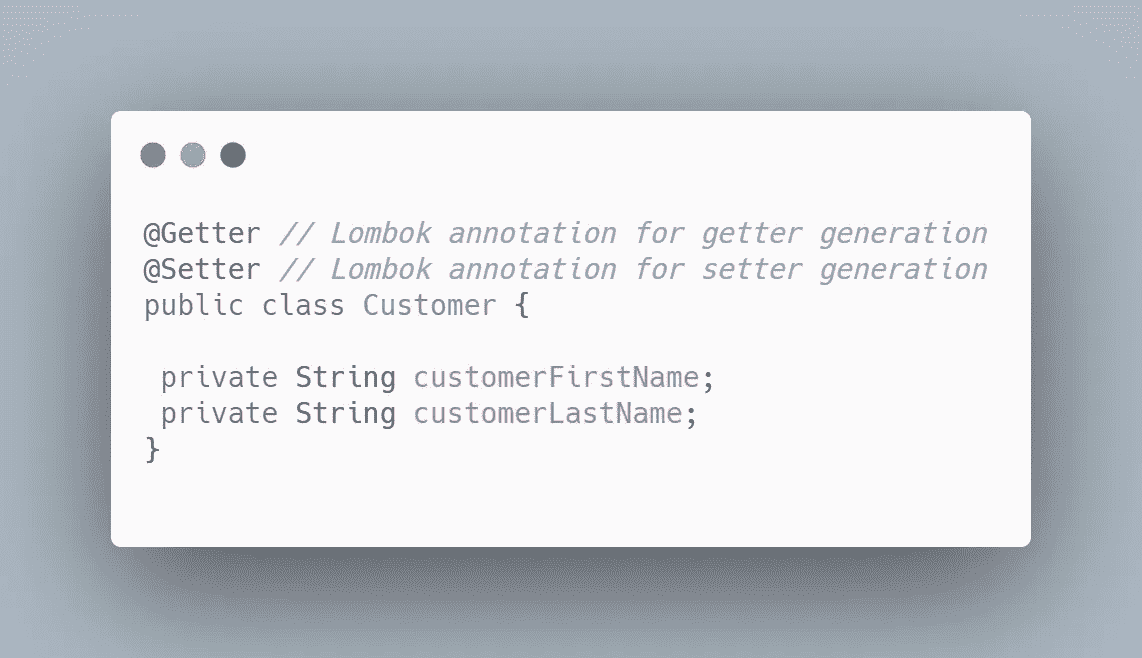 @Getter // Lombok annotation for getter generation
@Setter // Lombok annotation for setter generation
public class Customer {
private String customerFirstName;
private String customerLastName;
}